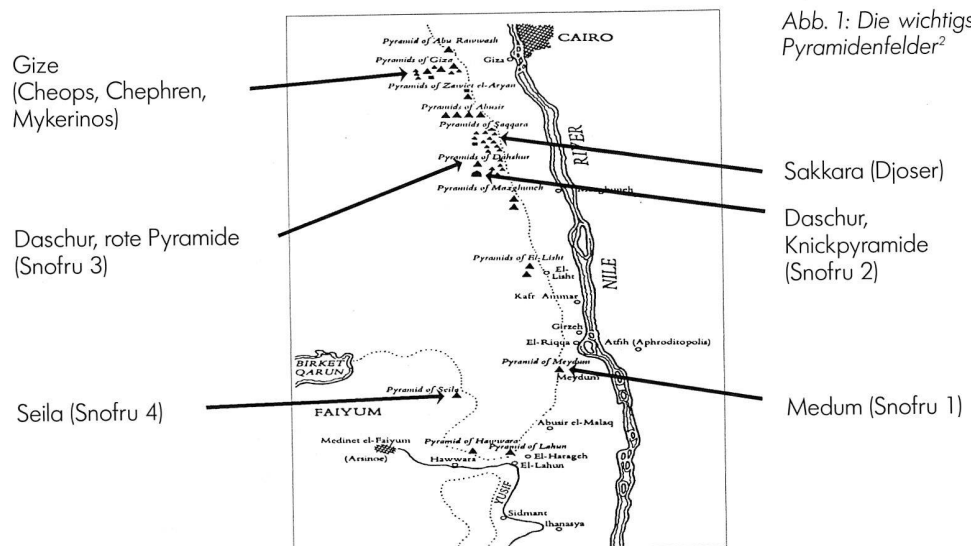 Abb. 1: Die wichtigs
Pyramidenfelder²
Gize
(Cheops, Chephren,
Mykerinos)
Daschur, rote Pyramide
(Snofru 3)
Seila (Snofru 4)
Sakkara (Djoser)
Daschur,
Knickpyramide
(Snofru 2)
Medum (Snofru 1)
CAIRO
Pyramid of Abu Rawwash
Giza
Pyramids of Giza
Pyramids of Zawiet el-Aryan
Pyramids of Abusir
Pyramids of Saqqara
RIVER
Pyramids of Dahshur
Pyramids of Mazghuneh
Pyramids of El-Lisht
El-
Lisht
NILE
Kafr Ammar
Girzeh
El-Riqqa
Atfih (Aphroditopolis)
BIRKET
QARUN
Pyramid of Meydum
Meydum
Pyramid of Seila
FAIYUM
Abusir el-Malaq
Medinet el-Faiyum
(Arsinoe)
Pyramid of Hawwara
Pyramid of Lahun
Hawwara
El-Harageh
El-Lahun
YUSIF
Sidmant
Ihanasya